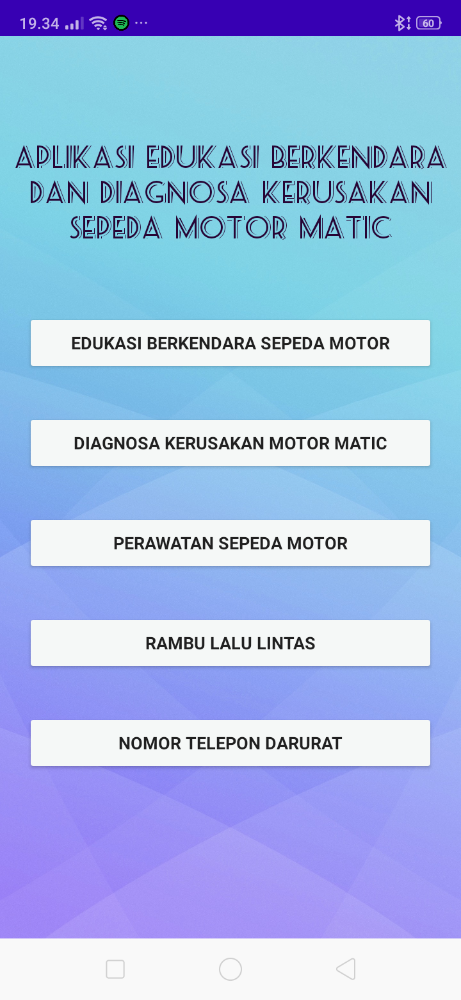 19.34
60
APLIKASI EDUKASI BERKENDARA
DAN DIAGNOSA KERUSAKAN
SEPEDA MOTOR MATIC
EDUKASI BERKENDARA SEPEDA MOTOR
DIAGNOSA KERUSAKAN MOTOR MATIC
PERAWATAN SEPEDA MOTOR
RAMBU LALU LINTAS
NOMOR TELEPON DARURAT